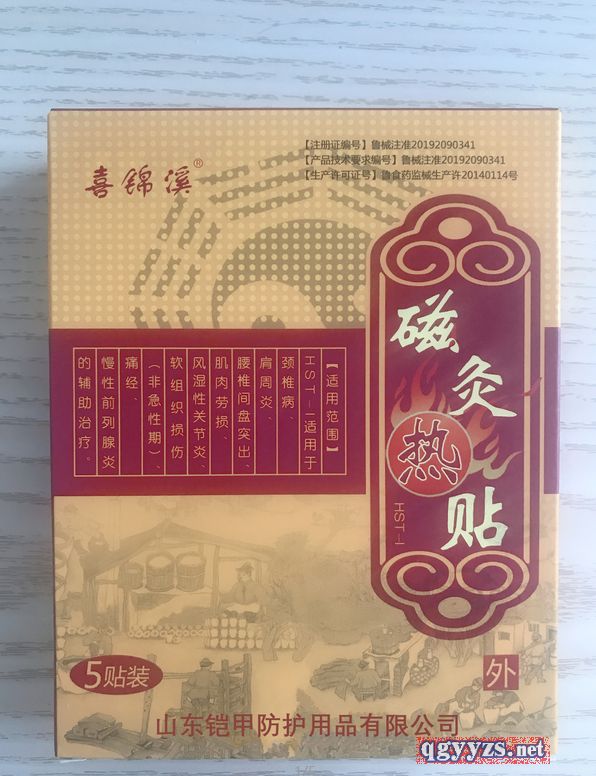 【注册证编号】鲁械注准20192090341
【产品技术要求编号】鲁械注准20192090341
【生产许可证号】鲁食药监械生产许20140114号
喜锦溪®
磁灸热贴
HST-I
【适用范围】
HST-I适用于
颈椎病、
肩周炎、
腰椎间盘突出、
肌肉劳损、
风湿性关节炎、
软组织损伤
(非急性期)、
痛经、
慢性前列腺炎
的辅助治疗。
5贴装
外
山东铠甲防护用品有限公司
qgyyzs.net